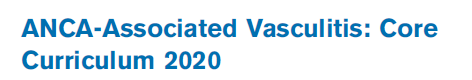 ANCA-Associated Vasculitis: Core
Curriculum 2020